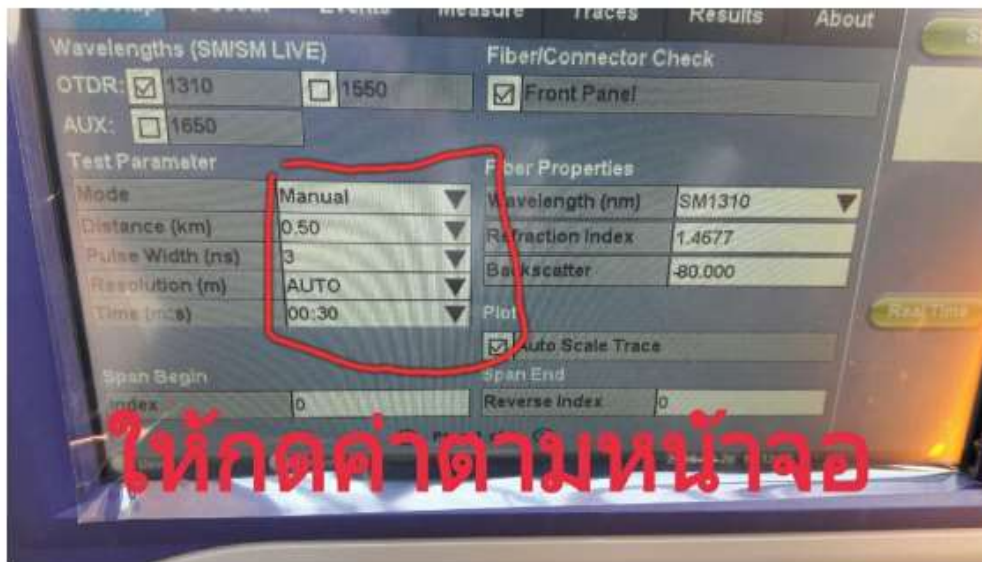 Test Setup Events Measure Traces Results About
Wavelengths (SM/SM LIVE) Fiber/Connector Check
OTDR: 1310 1550 Front Panel
AUX: 1650
Test Parameter Fiber Properties
Mode Manual Wavelength (nm) SM1310
Distance (km) 0.50 Refraction Index 1.4677
Pulse Width (ns) 3 Backscatter -80.000
Resolution (m) AUTO
Time (m:s) 00:30 Plot
Real Time
Auto Scale Trace
Span Begin Span End
Index 0 Reverse Index 0
ให้กดค่าตามหน้าจอ